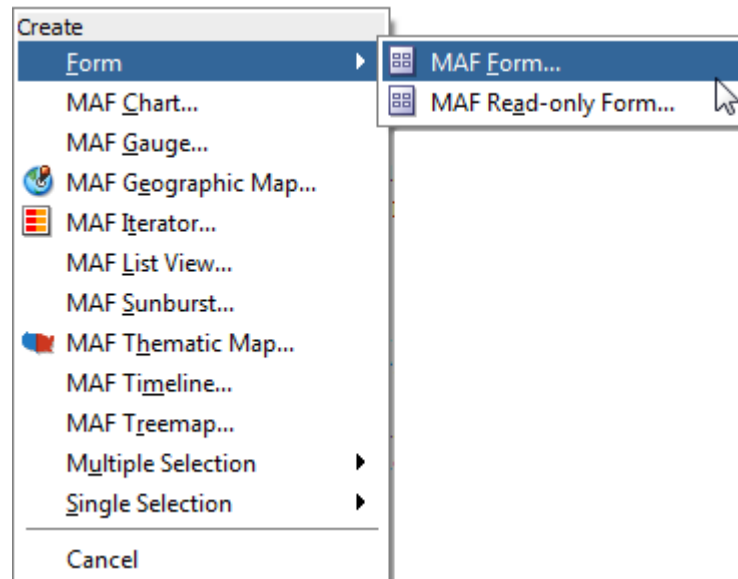 Create
Form
MAF Form...
MAF Read-only Form...
MAF Chart...
MAF Gauge...
MAF Geographic Map...
MAF Iterator...
MAF List View...
MAF Sunburst...
MAF Thematic Map...
MAF Timeline...
MAF Treemap...
Multiple Selection
Single Selection
Cancel